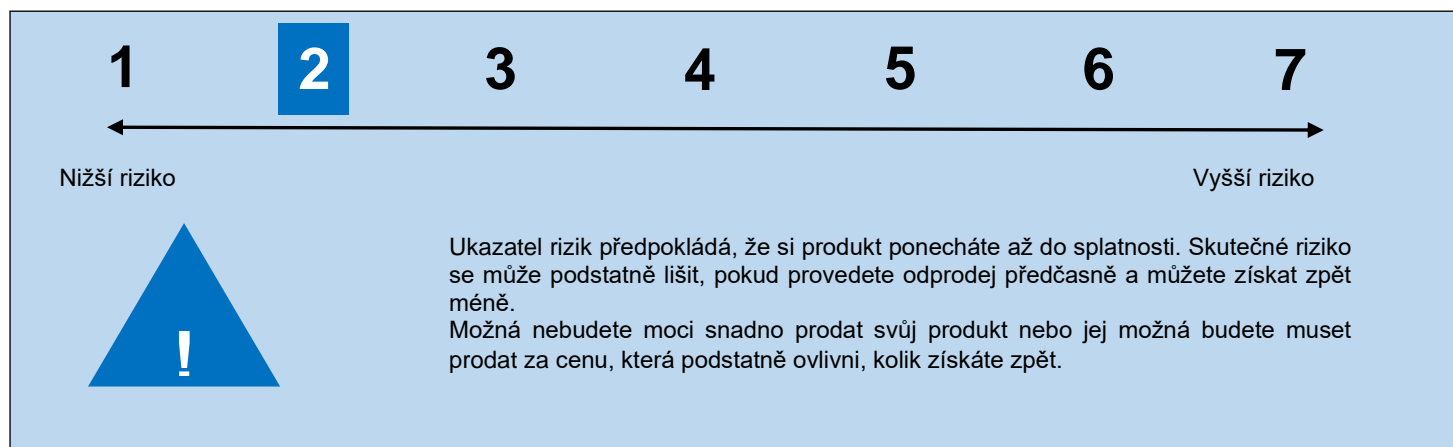 1 2 3 4 5 6 7
Nižší riziko Vyšší riziko
Ukazatel rizik předpokládá, že si produkt ponecháte až do splatnosti. Skutečné riziko
se může podstatně lišit, pokud provedete odprodej předčasně a můžete získat zpět
méně.
Možná nebudete moci snadno prodat svůj produkt nebo jej možná budete muset
prodat za cenu, která podstatně ovlivni, kolik získáte zpět.
!